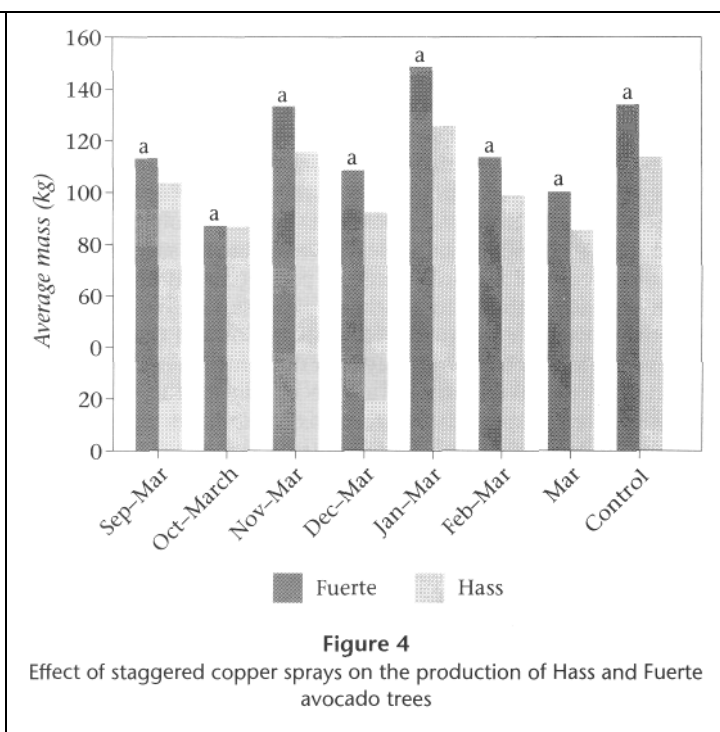 160
140
120
100
80
60
0
20
0
Average mass (kg)
a
a
a
a
a
a
a
a
Sep–Mar
Oct–March
Nov–Mar
Dec–Mar
Jan–Mar
Feb–Mar
Mar
Control
Fuerte
Hass
Figure 4
Effect of staggered copper sprays on the production of Hass and Fuerte
avocado trees